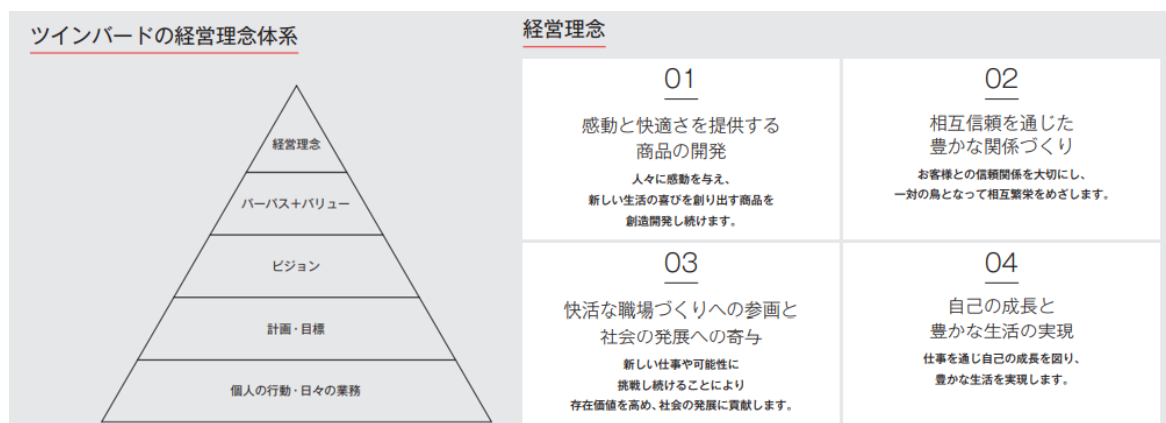 ツインバードの経営理念体系
経営理念
パーパス+バリュー
ビジョン
計画・目標
個人の行動・日々の業務
経営理念
01
感動と快適さを提供する
商品の開発
人々に感動を与え、
新しい生活の喜びを創り出す商品を
創造開発し続けます。
02
相互信頼を通じた
豊かな関係づくり
お客様との信頼関係を大切にし、
一対の鳥となって相互繁栄をめざします。
03
快活な職場づくりへの参画と
社会の発展への寄与
新しい仕事や可能性に
挑戦し続けることにより
存在価値を高め、社会の発展に貢献します。
04
自己の成長と
豊かな生活の実現
仕事を通じ自己の成長を図り、
豊かな生活を実現します。